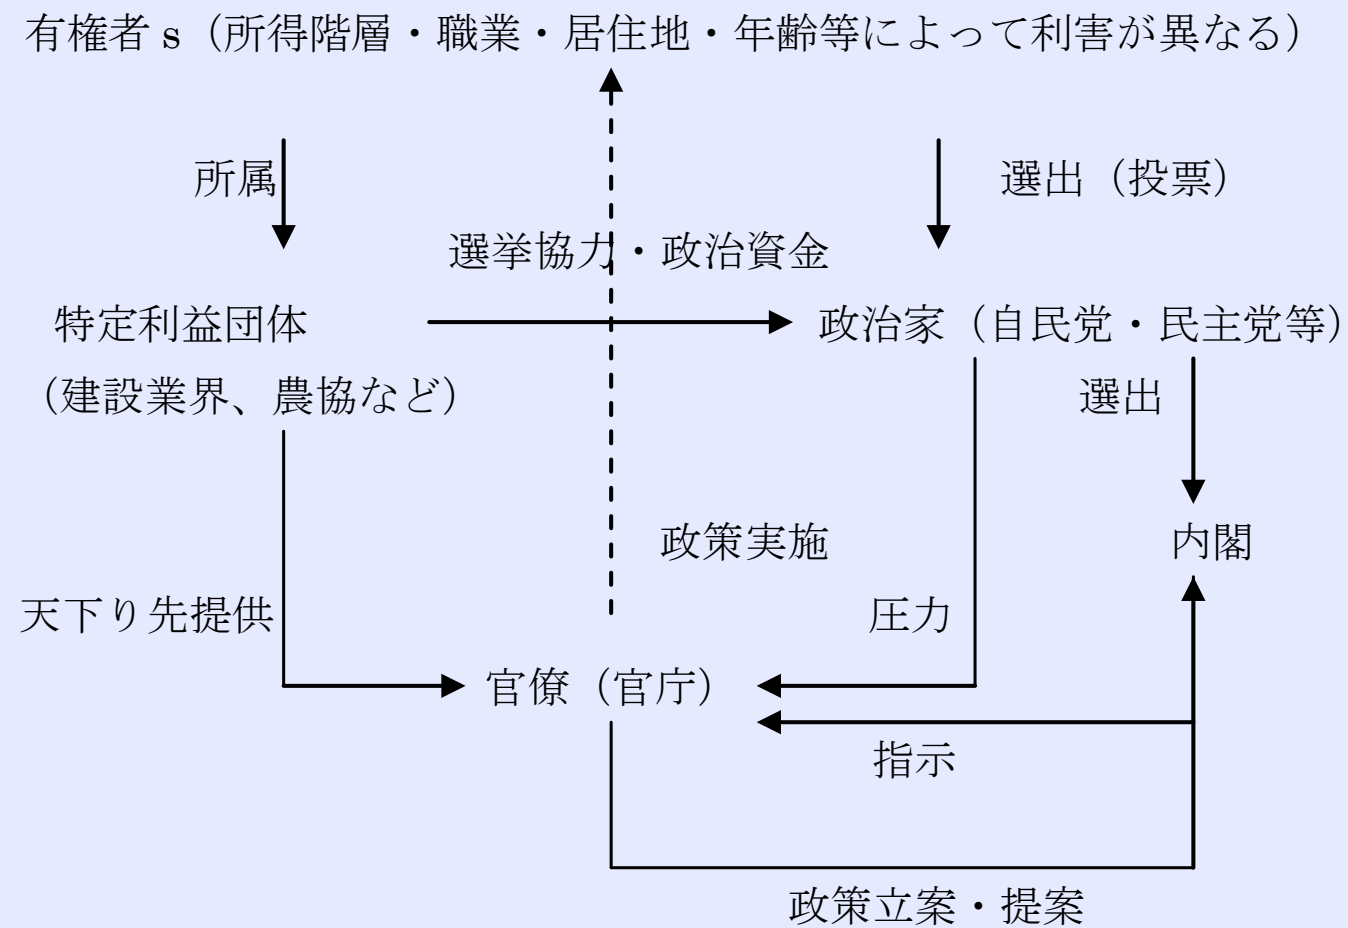 有権者 s（所得階層・職業・居住地・年齢等によって利害が異なる）
所属
選出（投票）
選挙協力・政治資金
特定利益団体
政治家（自民党・民主党等）
（建設業界、農協など）
選出
政策実施
内閣
天下り先提供
圧力
官僚（官庁）
指示
政策立案・提案